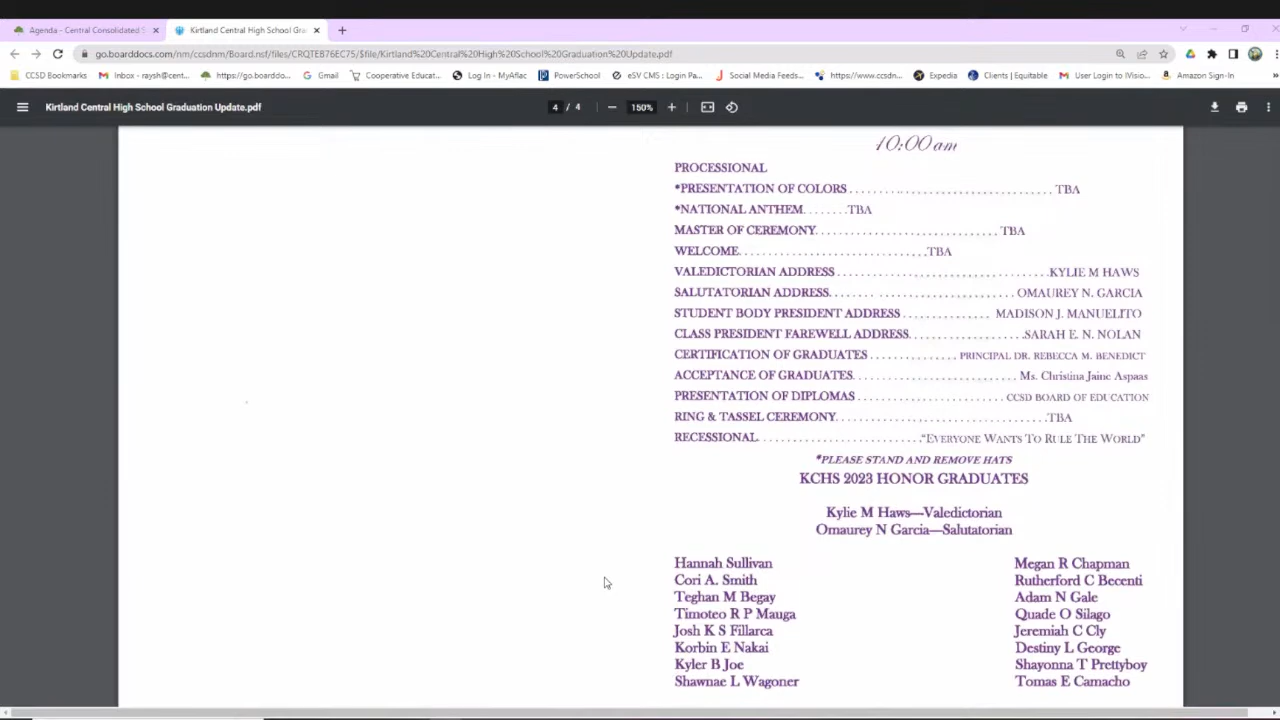 Agenda - Central Consolidated S
Kirtland Central High School Gra
go.boarddocs.com/nm/ccsdnm/Board.nsf/files/CRQTE876EC75/$file/Kirtland%20Central%20High%20School%20Graduation%20Update.pdf
CCSD Bookmarks
Inbox - raysh@cent...
https://go.boarddo...
Gmail
Cooperative Educat...
Log In - MyAflac
PowerSchool
eSV CMS : Login Pa...
Social Media Feeds...
https://www.ccsdn...
Expedia
Clients | Equitable
User Login to iVisio...
Amazon Sign-In
»
Kirtland Central High School Graduation Update.pdf
4 / 4
150%
10:00 am
PROCESSIONAL
*PRESENTATION OF COLORS . . . . . . . . . . . . . . . . . . . . . . . . . . . . . . . . . . TBA
*NATIONAL ANTHEM. . . . . . . TBA
MASTER OF CEREMONY. . . . . . . . . . . . . . . . . . . . . . . . . . . . . . TBA
WELCOME. . . . . . . . . . . . . . . . . . . . . . . . . . . . . . .TBA
VALEDICTORIAN ADDRESS . . . . . . . . . . . . . . . . . . . . . . . . . . . . . . . . . . .KYLIE M HAWS
SALUTATORIAN ADDRESS. . . . . . . . . . . . . . . . . . . . . . . . . . . . . . OMAUREY N. GARCIA
STUDENT BODY PRESIDENT ADDRESS . . . . . . . . . . . . . . MADISON J. MANUELITO
CLASS PRESIDENT FAREWELL ADDRESS. . . . . . . . . . . . . . . . . . .SARAH E. N. NOLAN
CERTIFICATION OF GRADUATES . . . . . . . . . . . . . . PRINCIPAL DR. REBECCA M. BENEDICT
ACCEPTANCE OF GRADUATES. . . . . . . . . . . . . . . . . . . . . . . . . . . Ms. Christina Jaine Aspaas
PRESENTATION OF DIPLOMAS . . . . . . . . . . . . . . . . . . . . . . . . CCSD BOARD OF EDUCATION
RING & TASSEL CEREMONY. . . . . . . . . . . . . . . . . . . . . . . . . . . . . . . . . . .TBA
RECESSIONAL. . . . . . . . . . . . . . . . . . . . . . . . . . .“EVERYONE WANTS TO RULE THE WORLD”
*PLEASE STAND AND REMOVE HATS
KCHS 2023 HONOR GRADUATES
Kylie M Haws—Valedictorian
Omaurey N Garcia—Salutatorian
Hannah Sullivan
Cori A. Smith
Teghan M Begay
Timoteo R P Mauga
Josh K S Fillarca
Korbin E Nakai
Kyler B Joe
Shawnae L Wagoner
Megan R Chapman
Rutherford C Becenti
Adam N Gale
Quade O Silago
Jeremiah C Cly
Destiny L George
Shayonna T Prettyboy
Tomas E Camacho